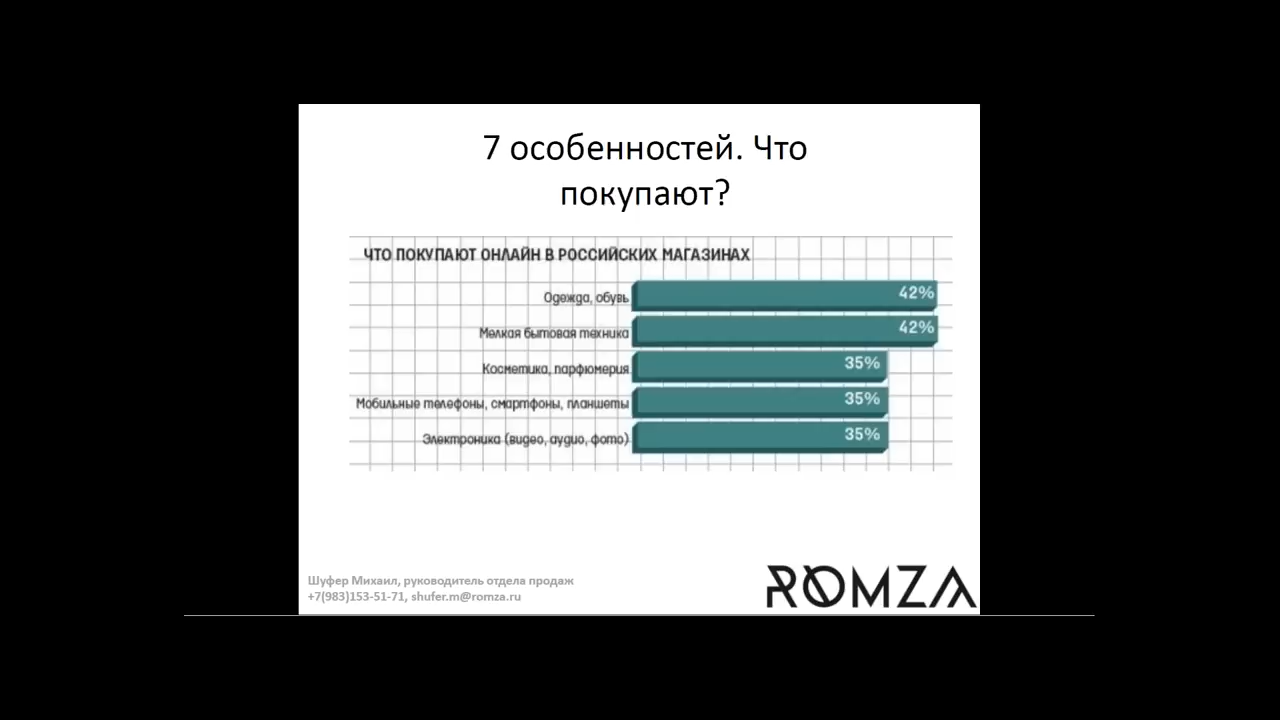 7 особенностей. Что
покупают?
ЧТО ПОКУПАЮТ ОНЛАЙН В РОССИЙСКИХ МАГАЗИНАХ
Одежда, обувь 42%
Мелкая бытовая техника 42%
Косметика, парфюмерия 35%
Мобильные телефоны, смартфоны, планшеты 35%
Электроника (видео, аудио, фото) 35%
Шуфер Михаил, руководитель отдела продаж
+7(983)153-51-71, shufer.m@romza.ru
ROMZA